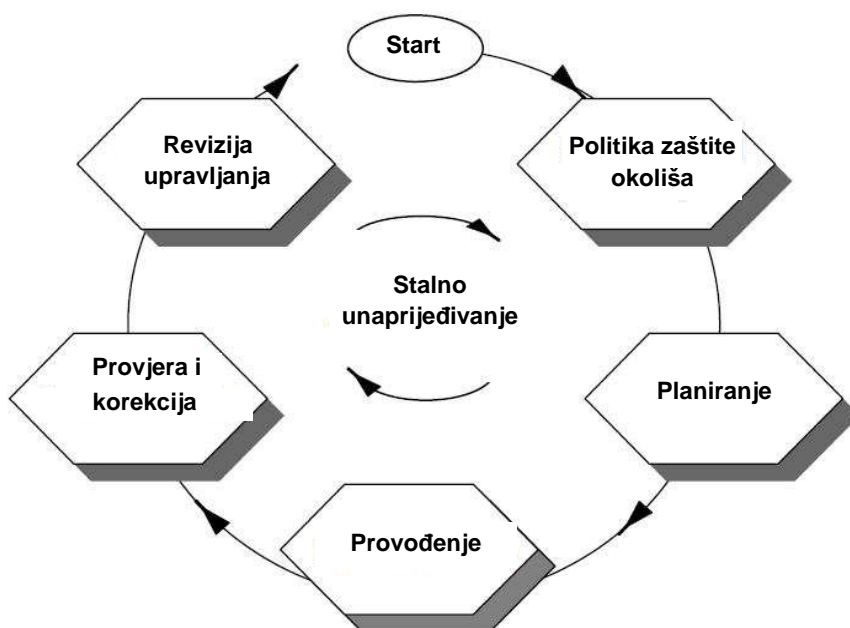 Start
Politika zaštite
okoliša
Planiranje
Provođenje
Provjera i
korekcija
Revizija
upravljanja
Stalno
unaprijeđivanje